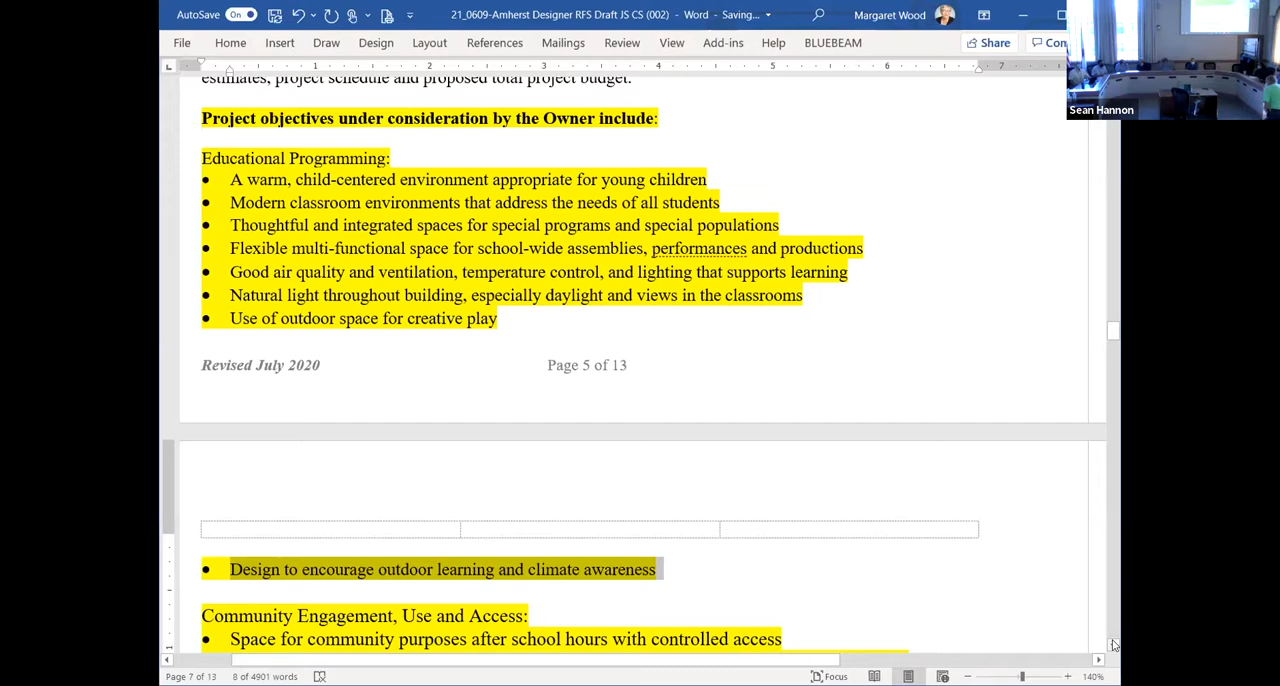 AutoSave On 21_0609-Amherst Designer RFS Draft JS CS (002) - Word - Saving... Margaret Wood
File Home Insert Draw Design Layout References Mailings Review View Add-ins Help BLUEBEAM Share
1 2 3 4 5 6 7
estimates, project schedule and proposed total project budget.
Sean Hannon
Project objectives under consideration by the Owner include:
Educational Programming:
• A warm, child-centered environment appropriate for young children
• Modern classroom environments that address the needs of all students
• Thoughtful and integrated spaces for special programs and special populations
• Flexible multi-functional space for school-wide assemblies, performances and productions
• Good air quality and ventilation, temperature control, and lighting that supports learning
• Natural light throughout building, especially daylight and views in the classrooms
• Use of outdoor space for creative play
Revised July 2020 Page 5 of 13
• Design to encourage outdoor learning and climate awareness
Community Engagement, Use and Access:
• Space for community purposes after school hours with controlled access
Page 7 of 13 8 of 4901 words Focus 140%